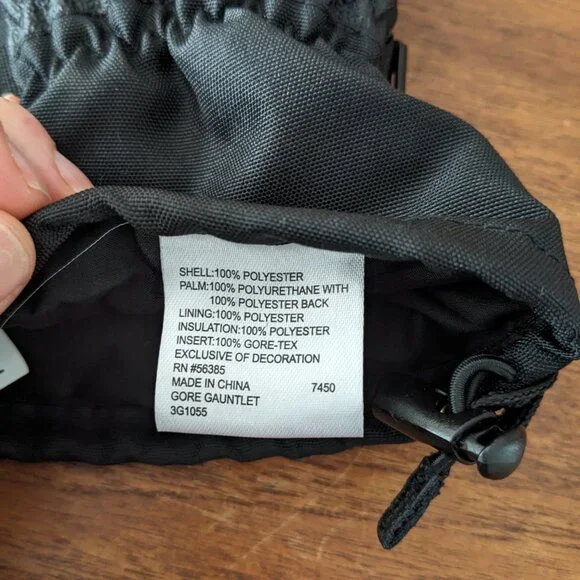 SHELL:100% POLYESTER
PALM:100% POLYURETHANE WITH
100% POLYESTER BACK
LINING:100% POLYESTER
INSULATION:100% POLYESTER
INSERT:100% GORE-TEX
EXCLUSIVE OF DECORATION
RN #56385
MADE IN CHINA 7450
GORE GAUNTLET
3G1055